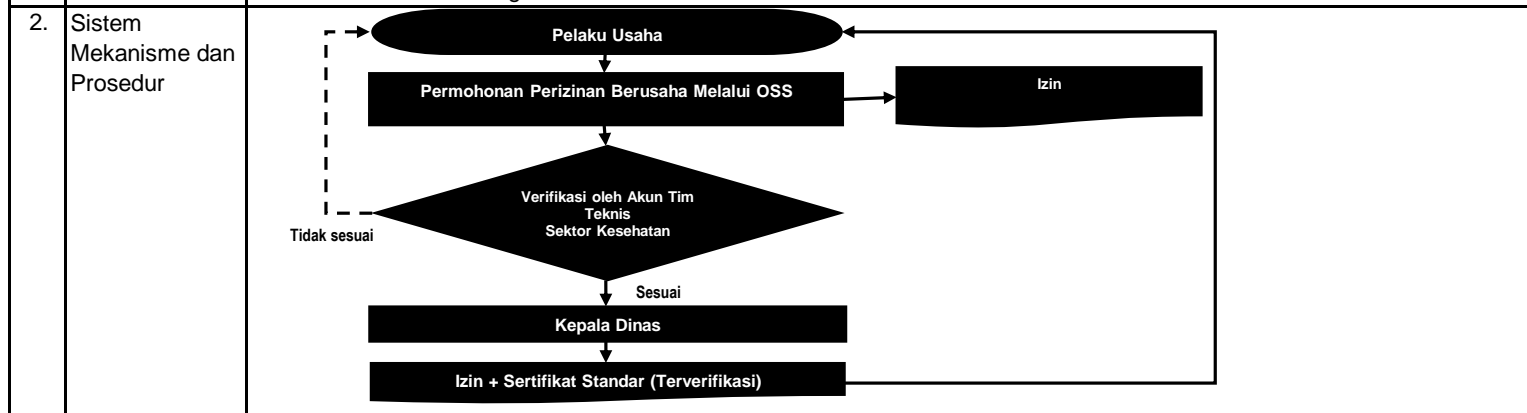 2.
Sistem
Mekanisme dan
Prosedur
Pelaku Usaha
Permohonan Perizinan Berusaha Melalui OSS
Izin
Verifikasi oleh Akun Tim
Teknis
Sektor Kesehatan
Tidak sesuai
Sesuai
Kepala Dinas
Izin + Sertifikat Standar (Terverifikasi)